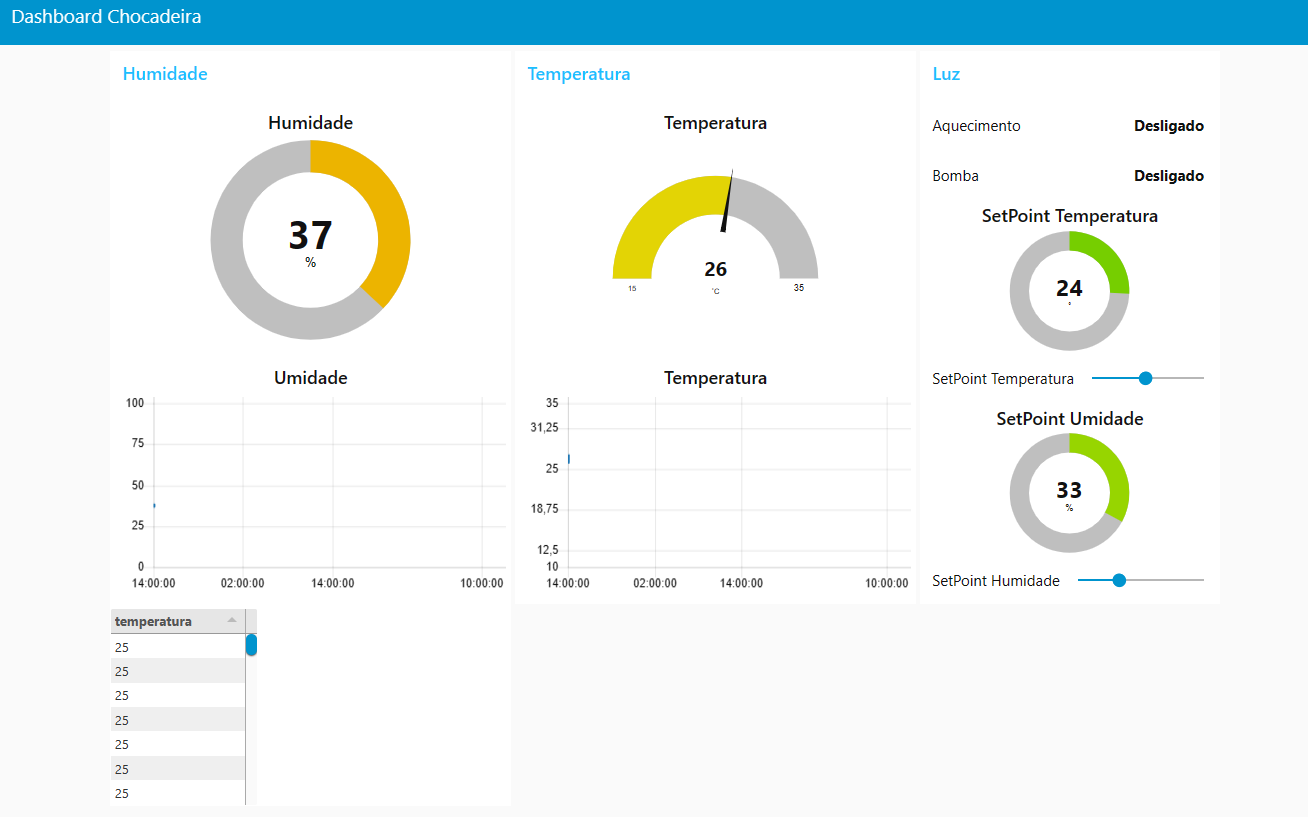 Dashboard Chocadeira
Humidade
Humidade
37
%
Umidade
100
75
50
25
0
14:00:00 02:00:00 14:00:00 10:00:00
temperatura
25
25
25
25
25
25
25
Temperatura
Temperatura
26
15 °C 35
Temperatura
35
31,25
25
18,75
12,5
10
14:00:00 02:00:00 14:00:00 10:00:00
Luz
Aquecimento Desligado
Bomba Desligado
SetPoint Temperatura
24
°
SetPoint Temperatura
SetPoint Umidade
33
%
SetPoint Humidade